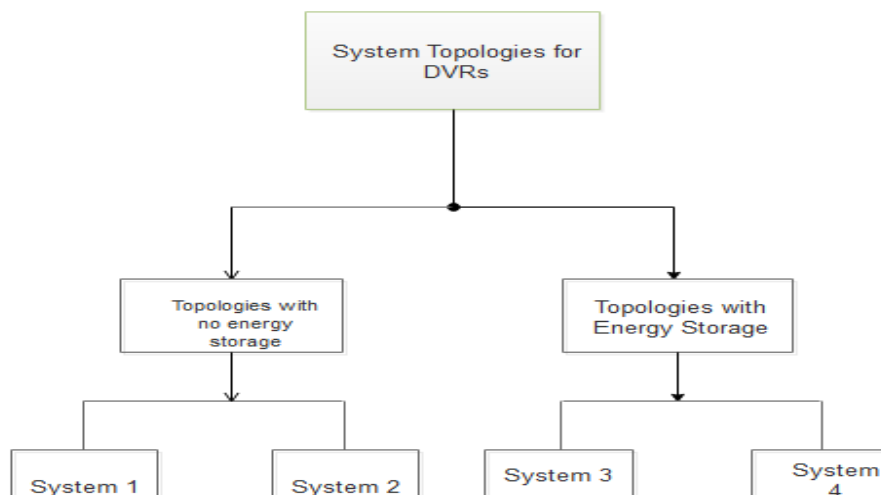 System Topologies for
DVRs
Topologies with
no energy
storage
Topologies with
Energy Storage
System 1
System 2
System 3
System
4